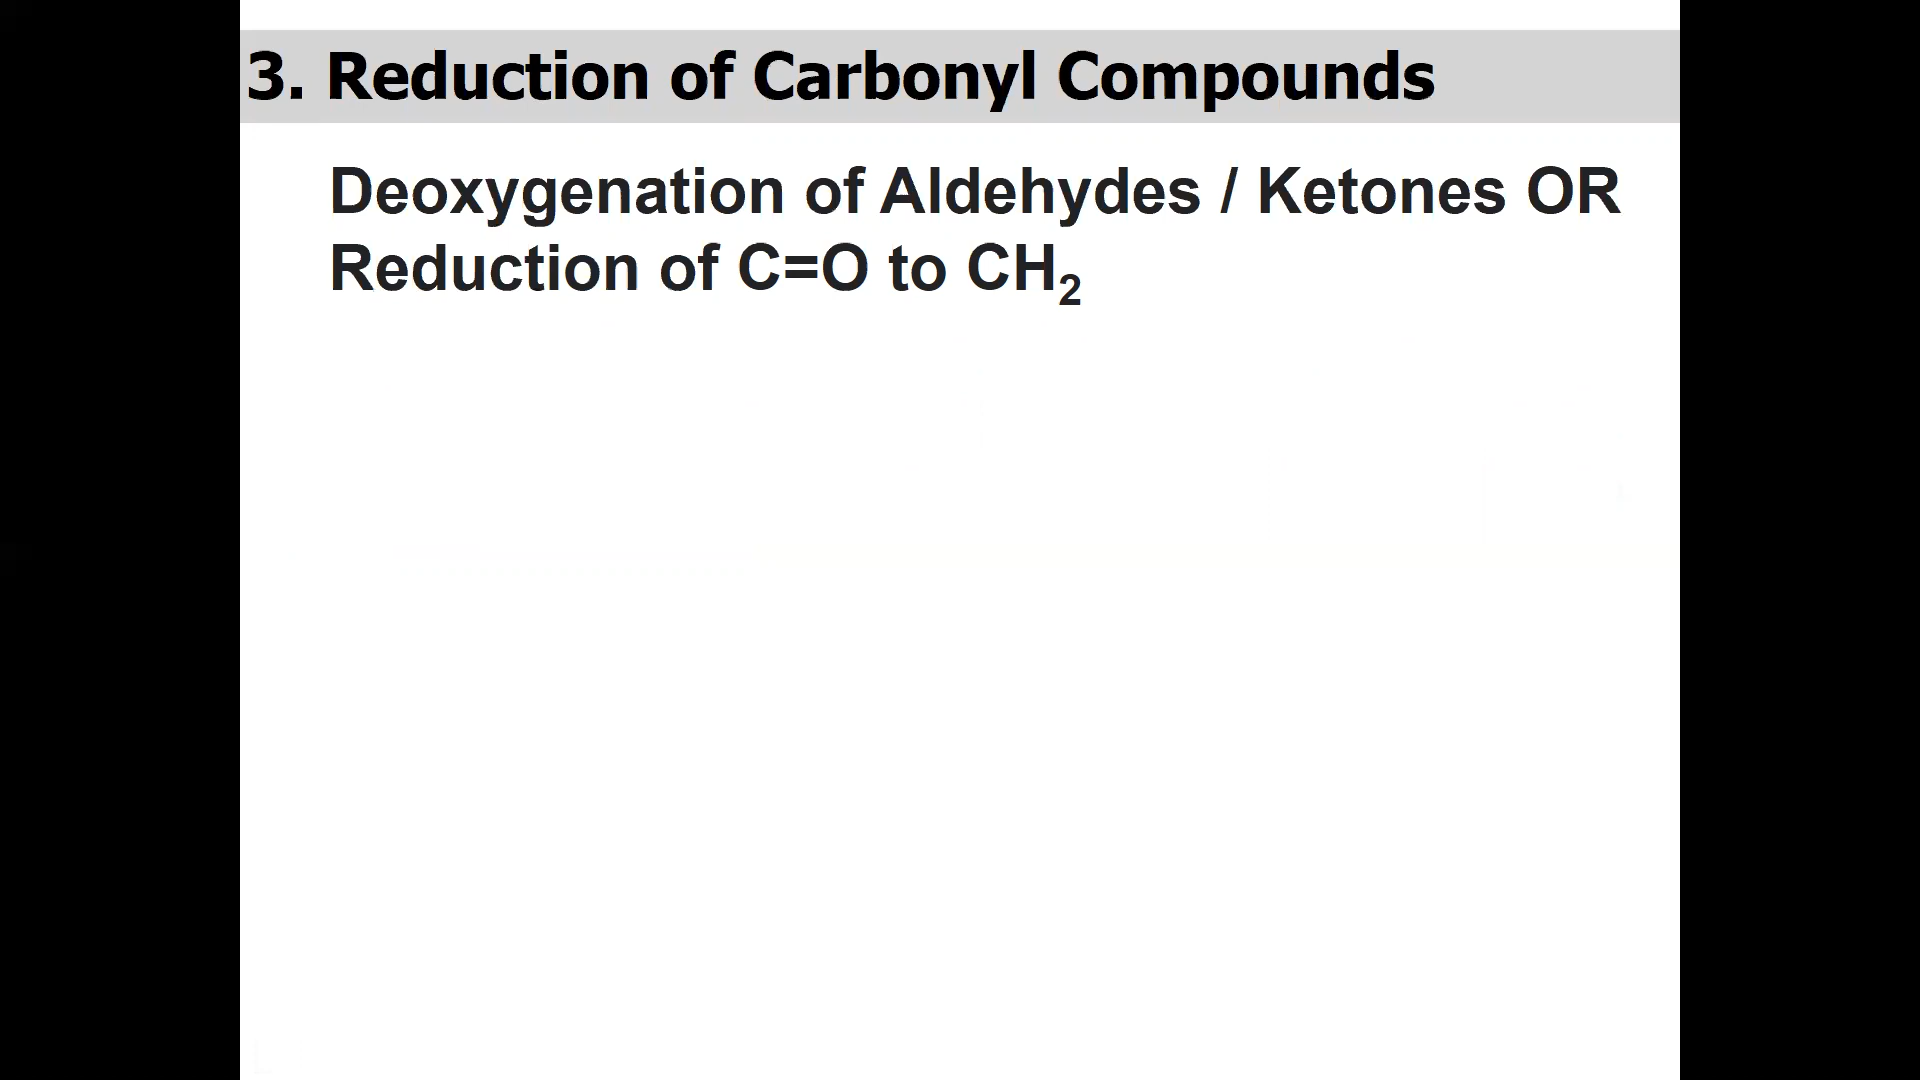 3. Reduction of Carbonyl Compounds
Deoxygenation of Aldehydes / Ketones OR
Reduction of C=O to CH₂